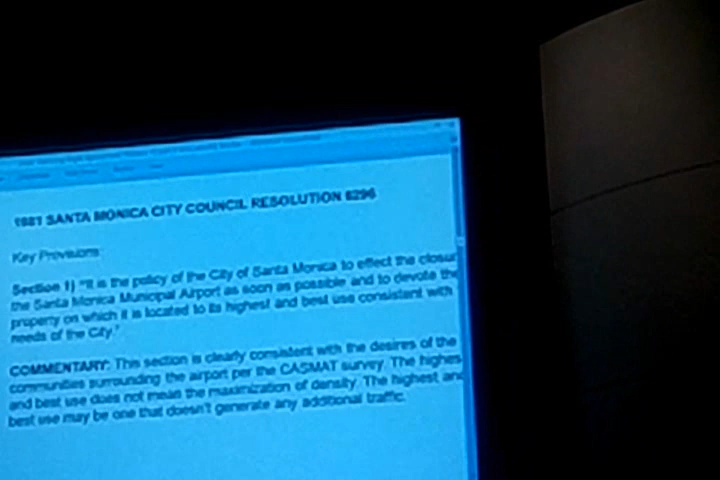 1981 SANTA MONICA CITY COUNCIL RESOLUTION 6296
Key Provisions
Section 1) "It is the policy of the City of Santa Monica to effect the closur
the Santa Monica Municipal Airport as soon as possible and to devote the
property on which it is located to its highest and best use consistent with
needs of the City."
COMMENTARY: This section is clearly consistent with the desires of the
communities surrounding the airport per the CASMAT survey. The highes
and best use does not mean the maximization of density. The highest and
best use may be one that doesn't generate any additional traffic.